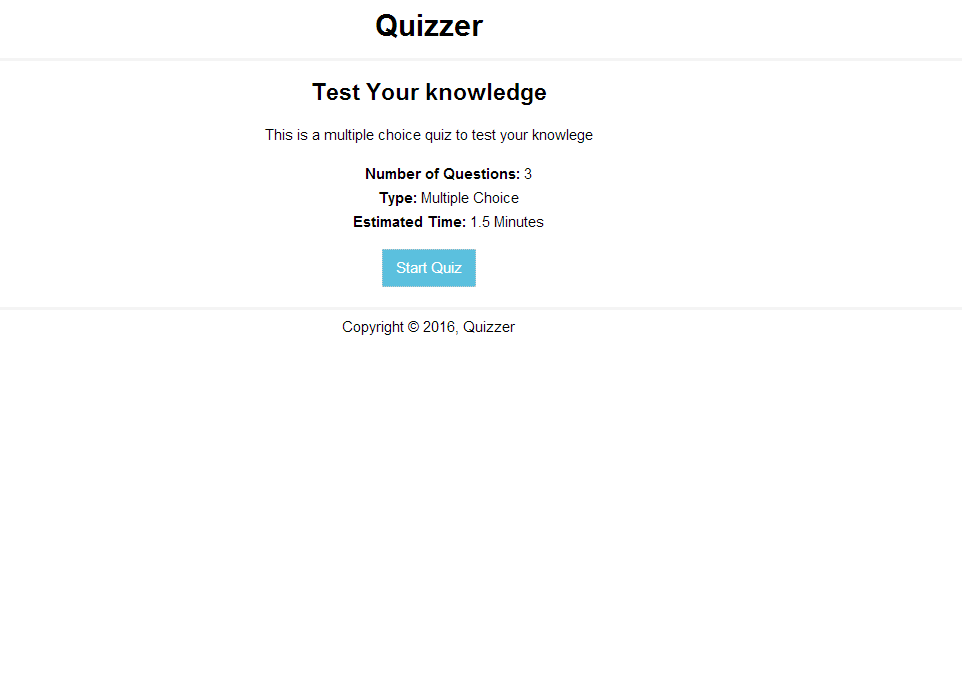 Quizzer
Test Your knowledge
This is a multiple choice quiz to test your knowlege
Number of Questions: 3
Type: Multiple Choice
Estimated Time: 1.5 Minutes
Start Quiz
Copyright © 2016, Quizzer